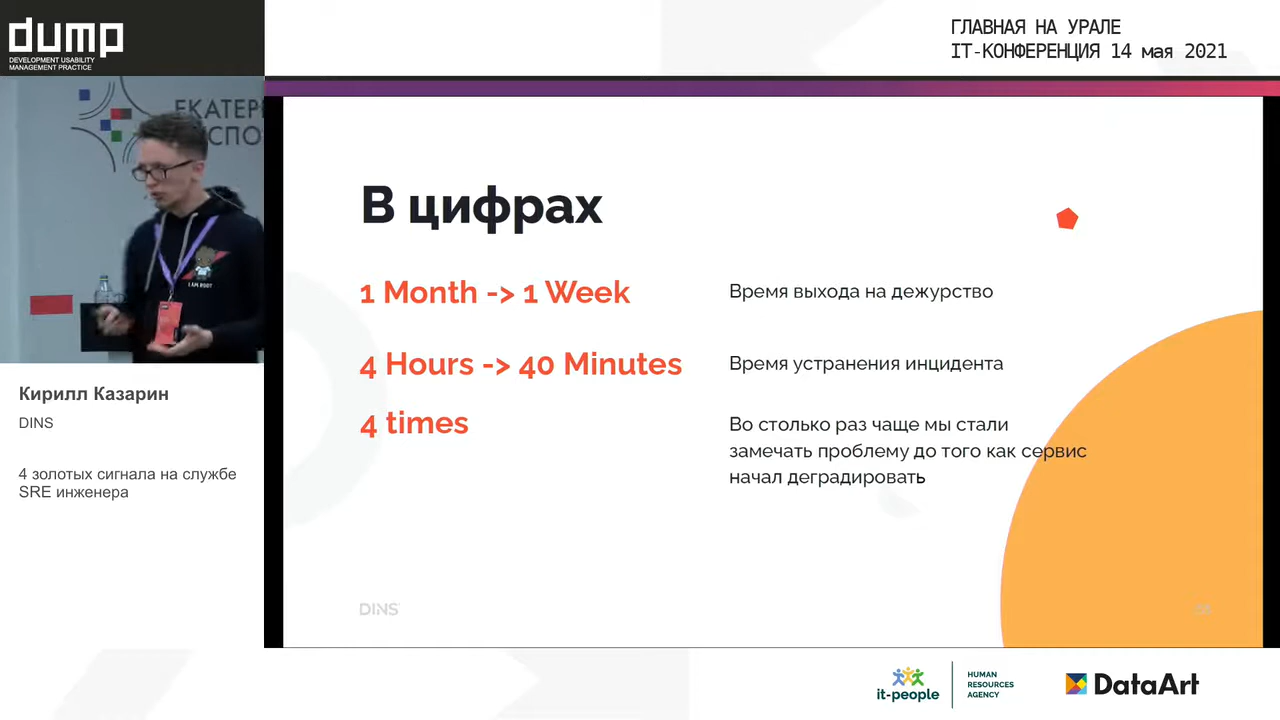 dump
DEVELOPMENT USABILITY
MANAGEMENT PRACTICE
ГЛАВНАЯ НА УРАЛЕ
IT-КОНФЕРЕНЦИЯ 14 мая 2021
I AM ROOT
Кирилл Казарин
DINS
4 золотых сигнала на службе
SRE инженера
В цифрах
1 Month -> 1 Week
Время выхода на дежурство
4 Hours -> 40 Minutes
Время устранения инцидента
4 times
Во столько раз чаще мы стали
замечать проблему до того как сервис
начал деградировать
DINS
it-people
HUMAN
RESOURCES
AGENCY
DataArt